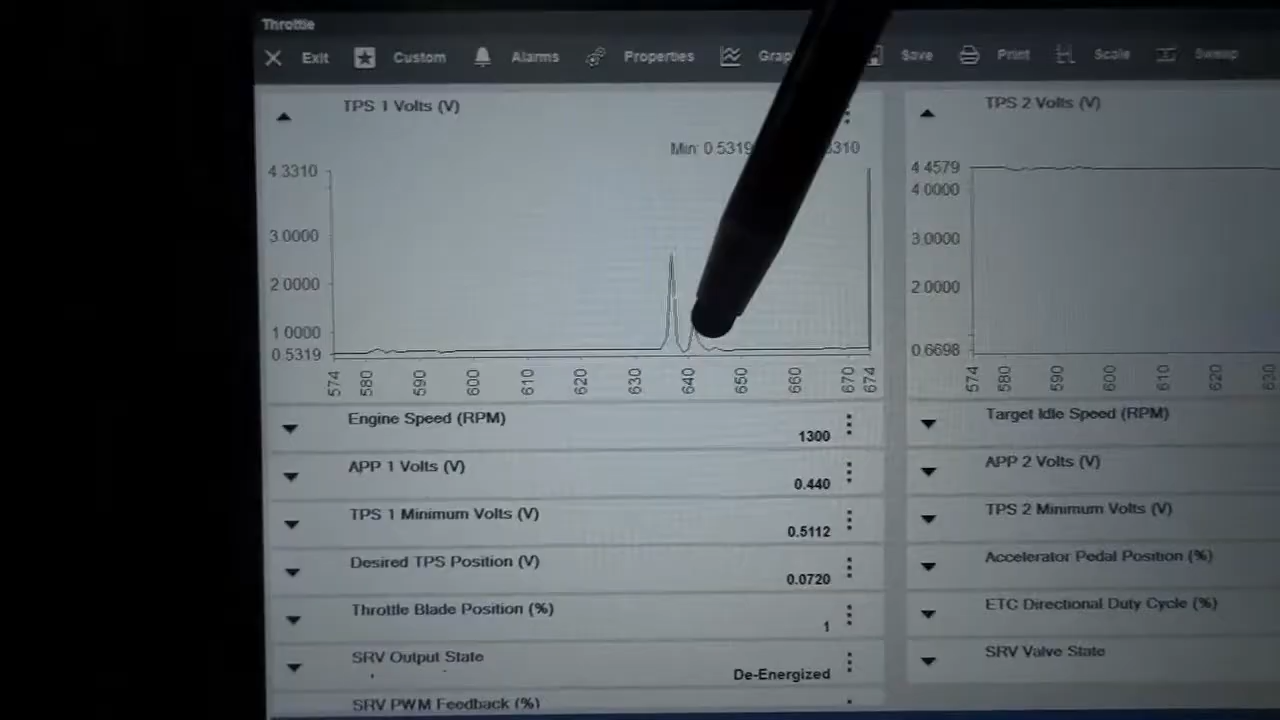 Throttle
Exit Custom Alarms Properties Save Print Scale Sweep
TPS 1 Volts (V)
Min: 0.5319
4.3310
3.0000
2.0000
1.0000
0.5319
574 580 590 600 610 620 630 640 650 660 670 674
Engine Speed (RPM)
1300
APP 1 Volts (V)
0.440
TPS 1 Minimum Volts (V)
0.5112
Desired TPS Position (V)
0.0720
Throttle Blade Position (%)
1
SRV Output State
De-Energized
SRV PWM Feedback (%)
TPS 2 Volts (V)
4.4579
4.0000
3.0000
2.0000
0.6698
574 580 590 600 610 620 630
Target Idle Speed (RPM)
APP 2 Volts (V)
TPS 2 Minimum Volts (V)
Accelerator Pedal Position (%)
ETC Directional Duty Cycle (%)
SRV Valve State